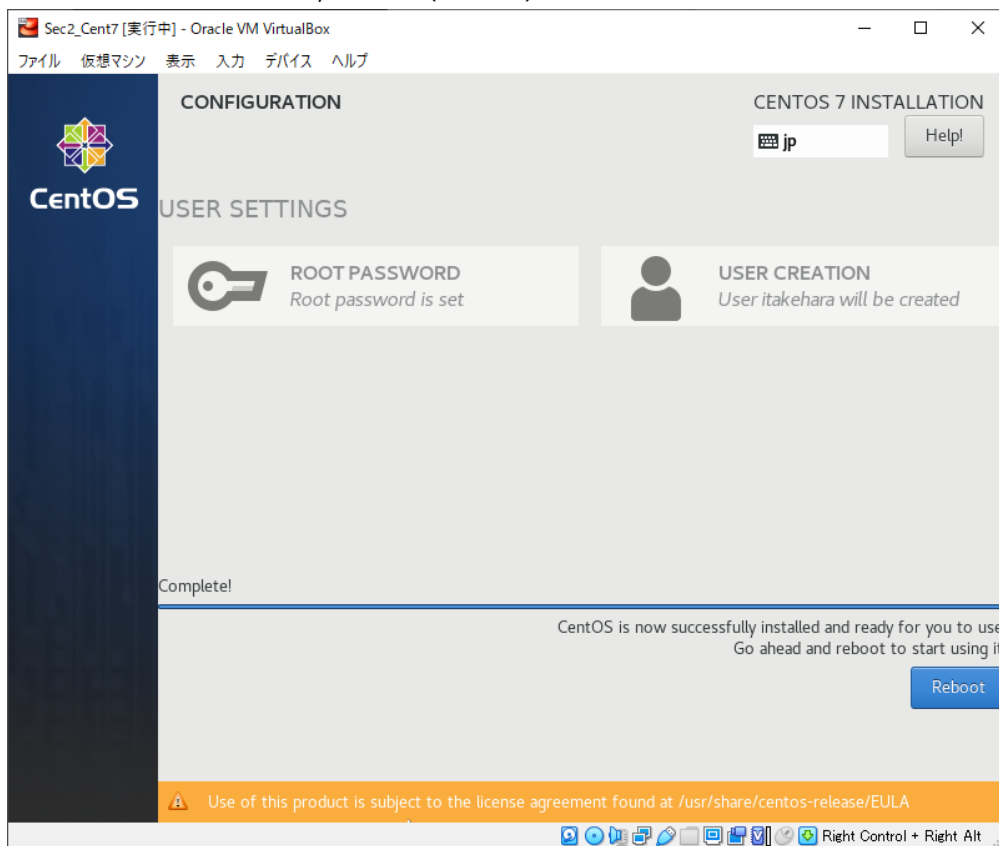 Sec2_Cent7 [実行中] - Oracle VM VirtualBox
ファイル 仮想マシン 表示 入力 デバイス ヘルプ
CONFIGURATION
CENTOS 7 INSTALLATION
jp
Help!
CentOS
USER SETTINGS
ROOT PASSWORD
Root password is set
USER CREATION
User itakehara will be created
Complete!
CentOS is now successfully installed and ready for you to use
Go ahead and reboot to start using it
Reboot
Use of this product is subject to the license agreement found at /usr/share/centos-release/EULA
Right Control + Right Alt